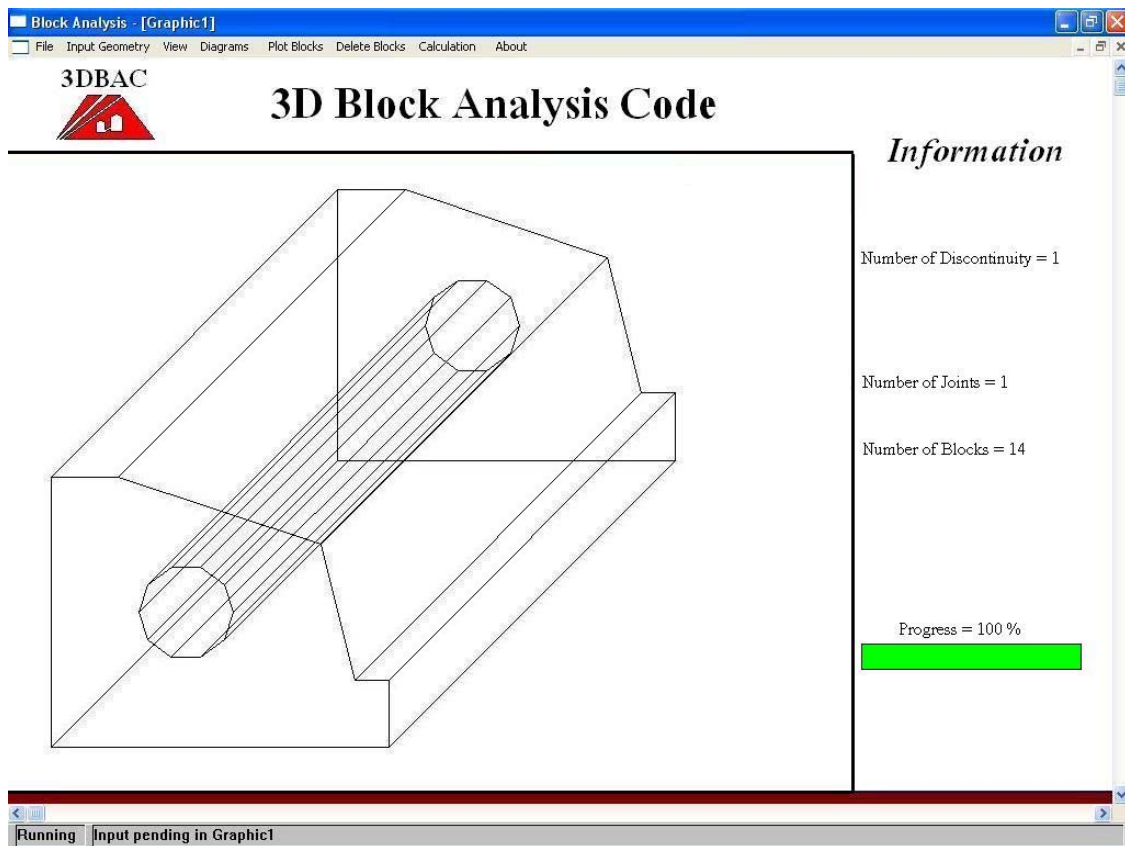 Block Analysis - [Graphic1]
File Input Geometry View Diagrams Plot Blocks Delete Blocks Calculation About
3DBAC
3D Block Analysis Code
Information
Number of Discontinuity = 1
Number of Joints = 1
Number of Blocks = 14
Progress = 100 %
Running Input pending in Graphic1